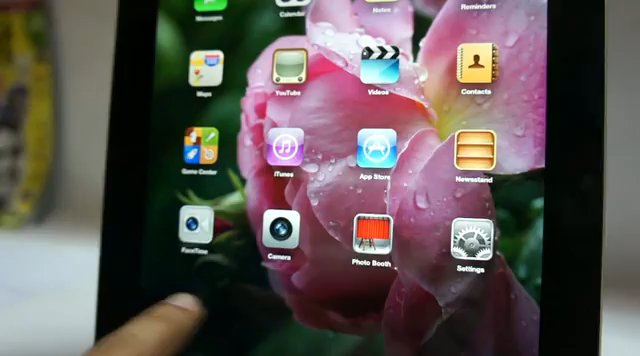 Messages
Calendar
Notes
Reminders
Maps
YouTube
Videos
Contacts
Game Center
iTunes
App Store
Newsstand
FaceTime
Camera
Photo Booth
Settings